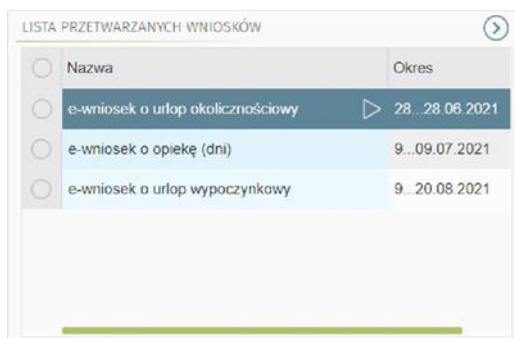 LISTA PRZETWARZANYCH WNIOSKÓW
Nazwa Okres
e-wniosek o urlop okolicznościowy 28...28.06.2021
e-wniosek o opiekę (dni) 9...09.07.2021
e-wniosek o urlop wypoczynkowy 9...20.08.2021